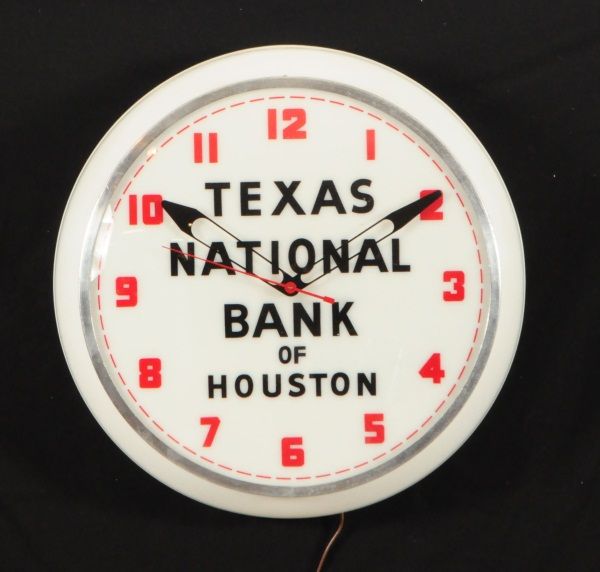 12
11 1
10 TEXAS 2
NATIONAL
9 3
BANK
OF
8 HOUSTON 4
7 5
6